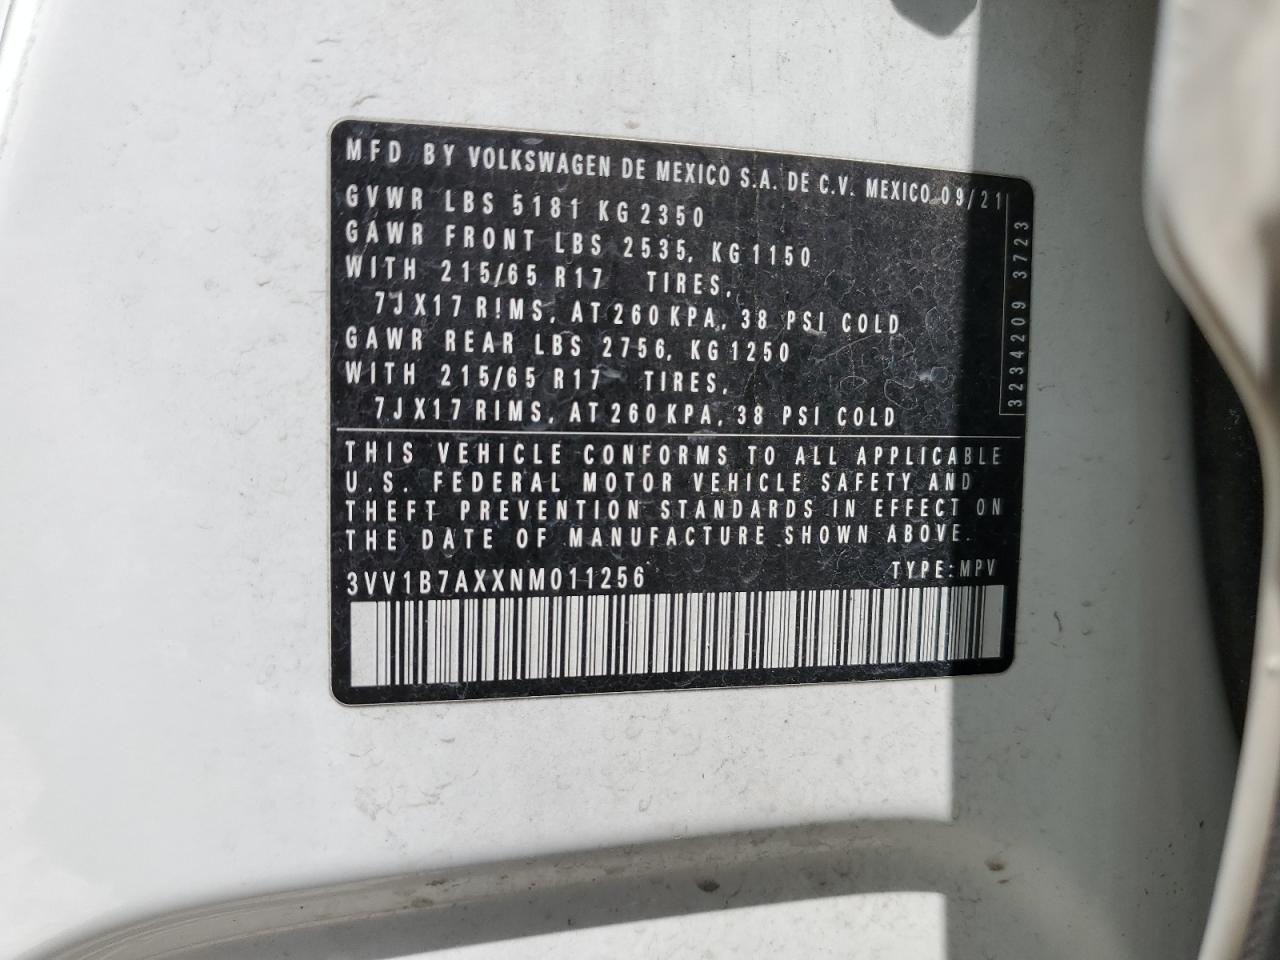 MFD BY VOLKSWAGEN DE MEXICO S.A. DE C.V. MEXICO 09/21
GVWR LBS 5181 KG 2350
GAWR FRONT LBS 2535, KG 1150
WITH 215/65 R17 TIRES,
7JX17 RIMS, AT 260 KPA, 38 PSI COLD
GAWR REAR LBS 2756, KG 1250
WITH 215/65 R17 TIRES,
7JX17 RIMS, AT 260 KPA, 38 PSI COLD
3234209 3723
THIS VEHICLE CONFORMS TO ALL APPLICABLE
U.S. FEDERAL MOTOR VEHICLE SAFETY AND
THEFT PREVENTION STANDARDS IN EFFECT ON
THE DATE OF MANUFACTURE SHOWN ABOVE.
3VV1B7AXXNM011256 TYPE:MPV